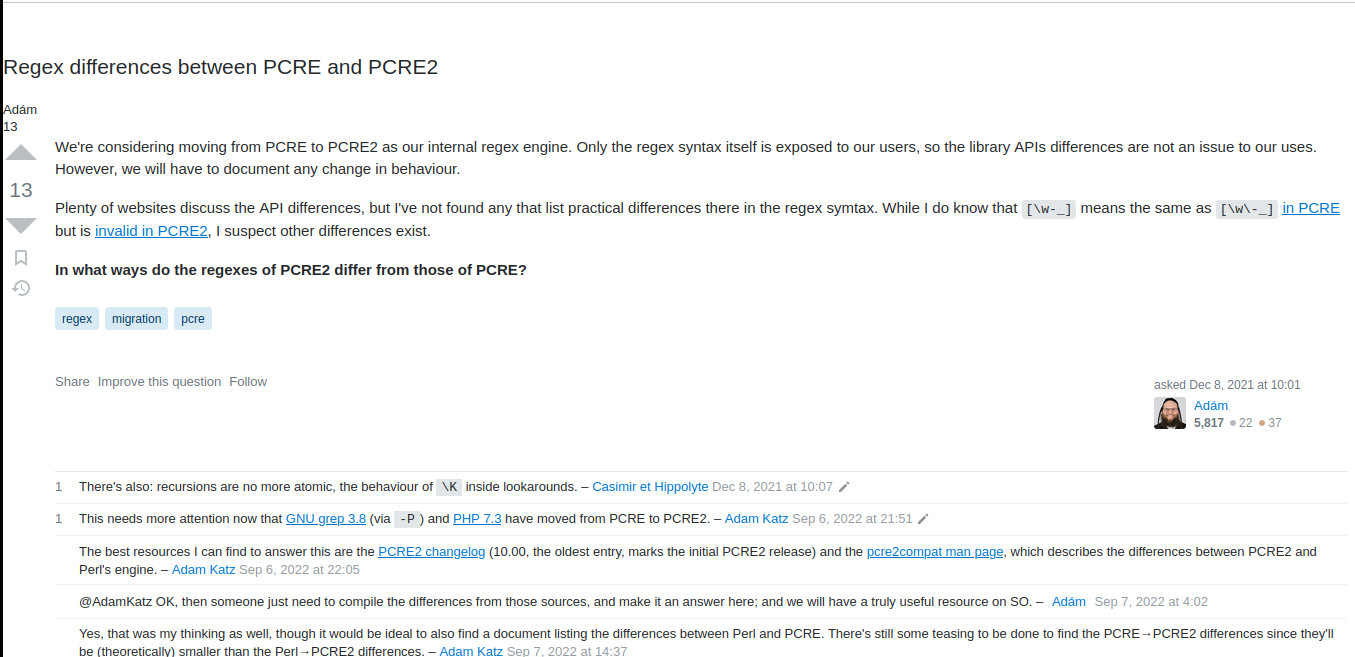 Regex differences between PCRE and PCRE2
Adám
13
13
We're considering moving from PCRE to PCRE2 as our internal regex engine. Only the regex syntax itself is exposed to our users, so the library APIs differences are not an issue to our uses.
However, we will have to document any change in behaviour.
Plenty of websites discuss the API differences, but I've not found any that list practical differences there in the regex symtax. While I do know that [\w-_] means the same as [\w\-_] in PCRE
but is invalid in PCRE2, I suspect other differences exist.
In what ways do the regexes of PCRE2 differ from those of PCRE?
regex migration pcre
Share Improve this question Follow
asked Dec 8, 2021 at 10:01
Adám
5,817 ● 22 ● 37
1 There's also: recursions are no more atomic, the behaviour of \K inside lookarounds. – Casimir et Hippolyte Dec 8, 2021 at 10:07
1 This needs more attention now that GNU grep 3.8 (via -P ) and PHP 7.3 have moved from PCRE to PCRE2. – Adam Katz Sep 6, 2022 at 21:51
The best resources I can find to answer this are the PCRE2 changelog (10.00, the oldest entry, marks the initial PCRE2 release) and the pcre2compat man page, which describes the differences between PCRE2 and
Perl's engine. – Adam Katz Sep 6, 2022 at 22:05
@AdamKatz OK, then someone just need to compile the differences from those sources, and make it an answer here; and we will have a truly useful resource on SO. – Adám Sep 7, 2022 at 4:02
Yes, that was my thinking as well, though it would be ideal to also find a document listing the differences between Perl and PCRE. There's still some teasing to be done to find the PCRE→PCRE2 differences since they'll
be (theoretically) smaller than the Perl→PCRE2 differences. – Adam Katz Sep 7, 2022 at 14:37